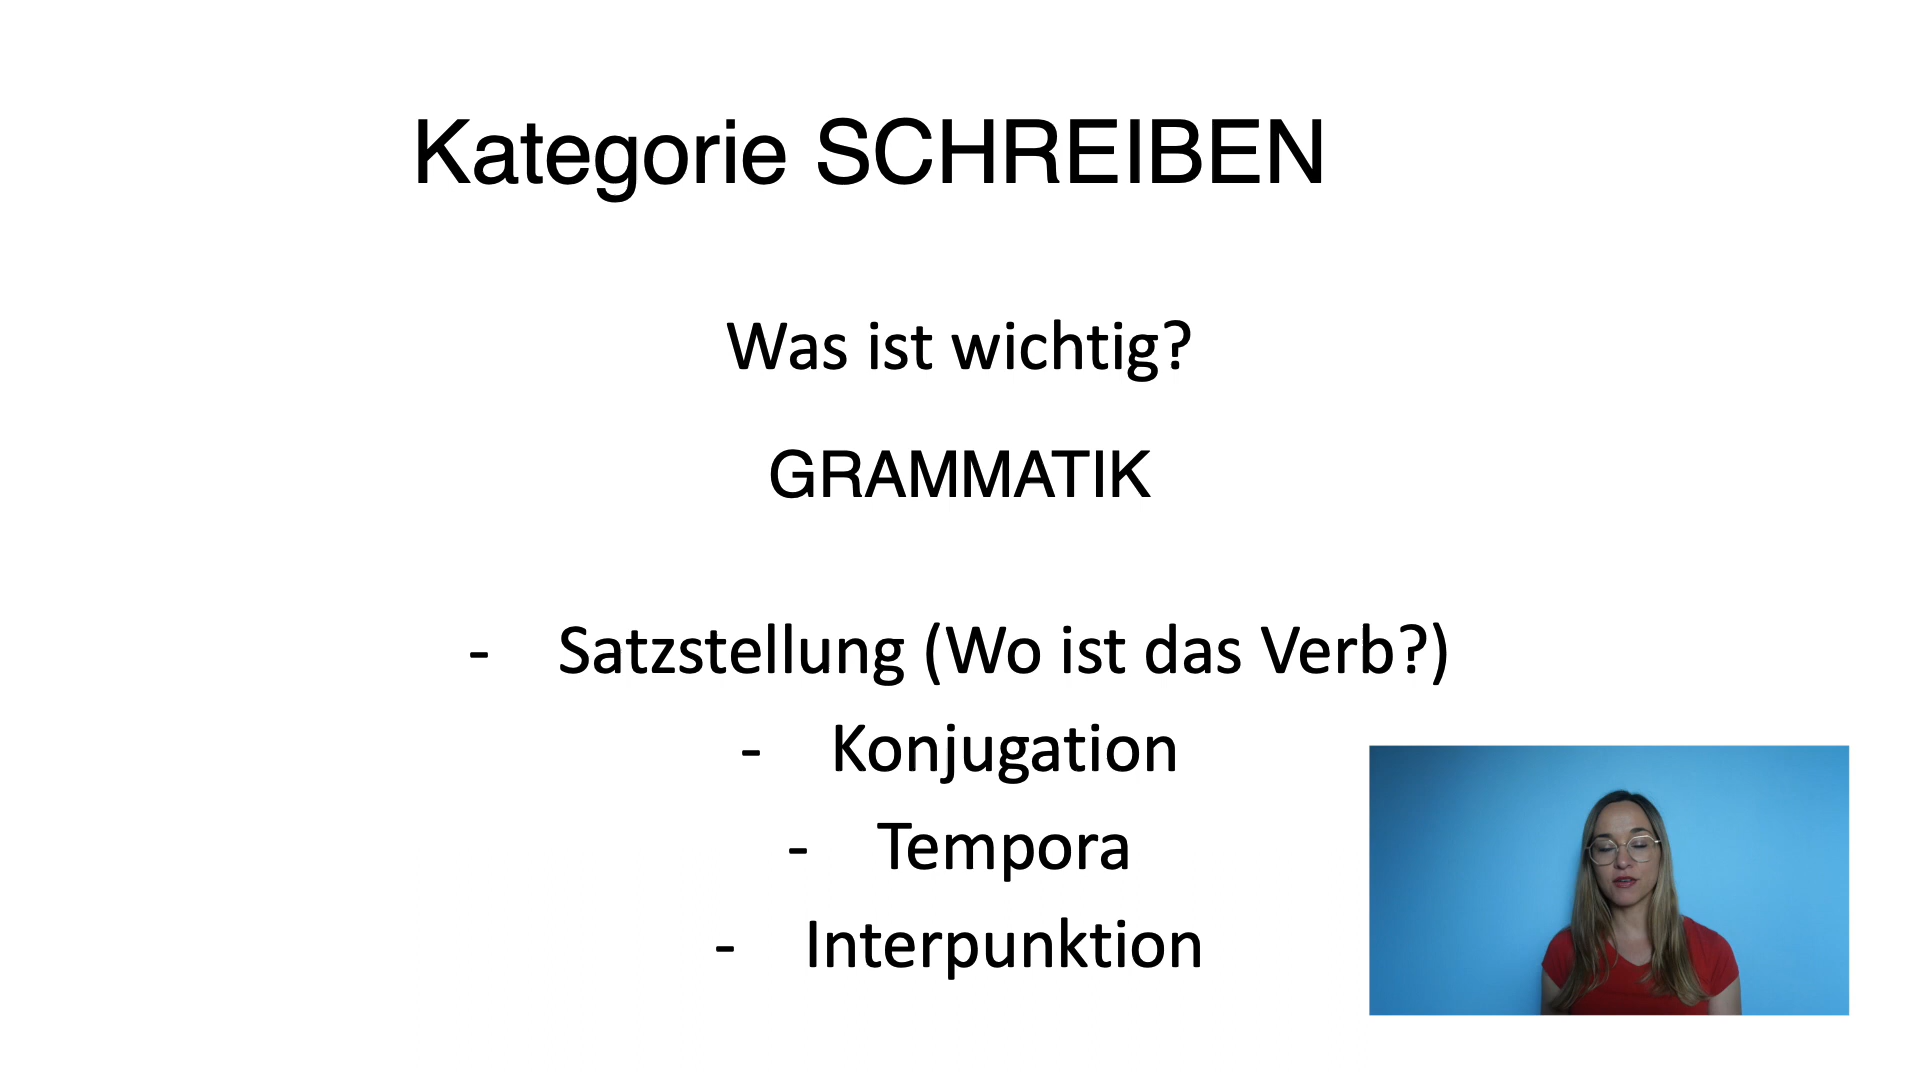 Kategorie SCHREIBEN
Was ist wichtig?
GRAMMATIK
- Satzstellung (Wo ist das Verb?)
- Konjugation
- Tempora
- Interpunktion